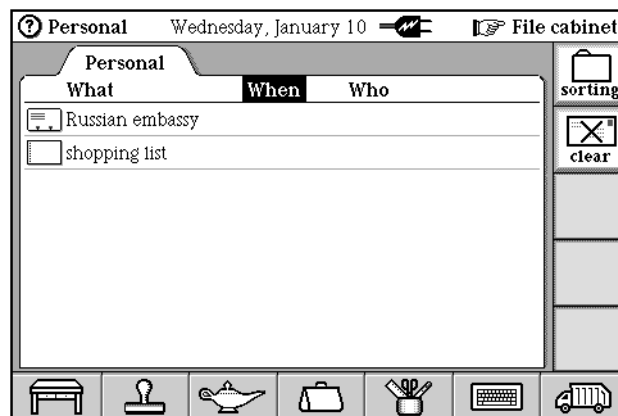 ? Personal Wednesday, January 10 File cabinet
Personal
What When Who
Russian embassy
shopping list
sorting
clear